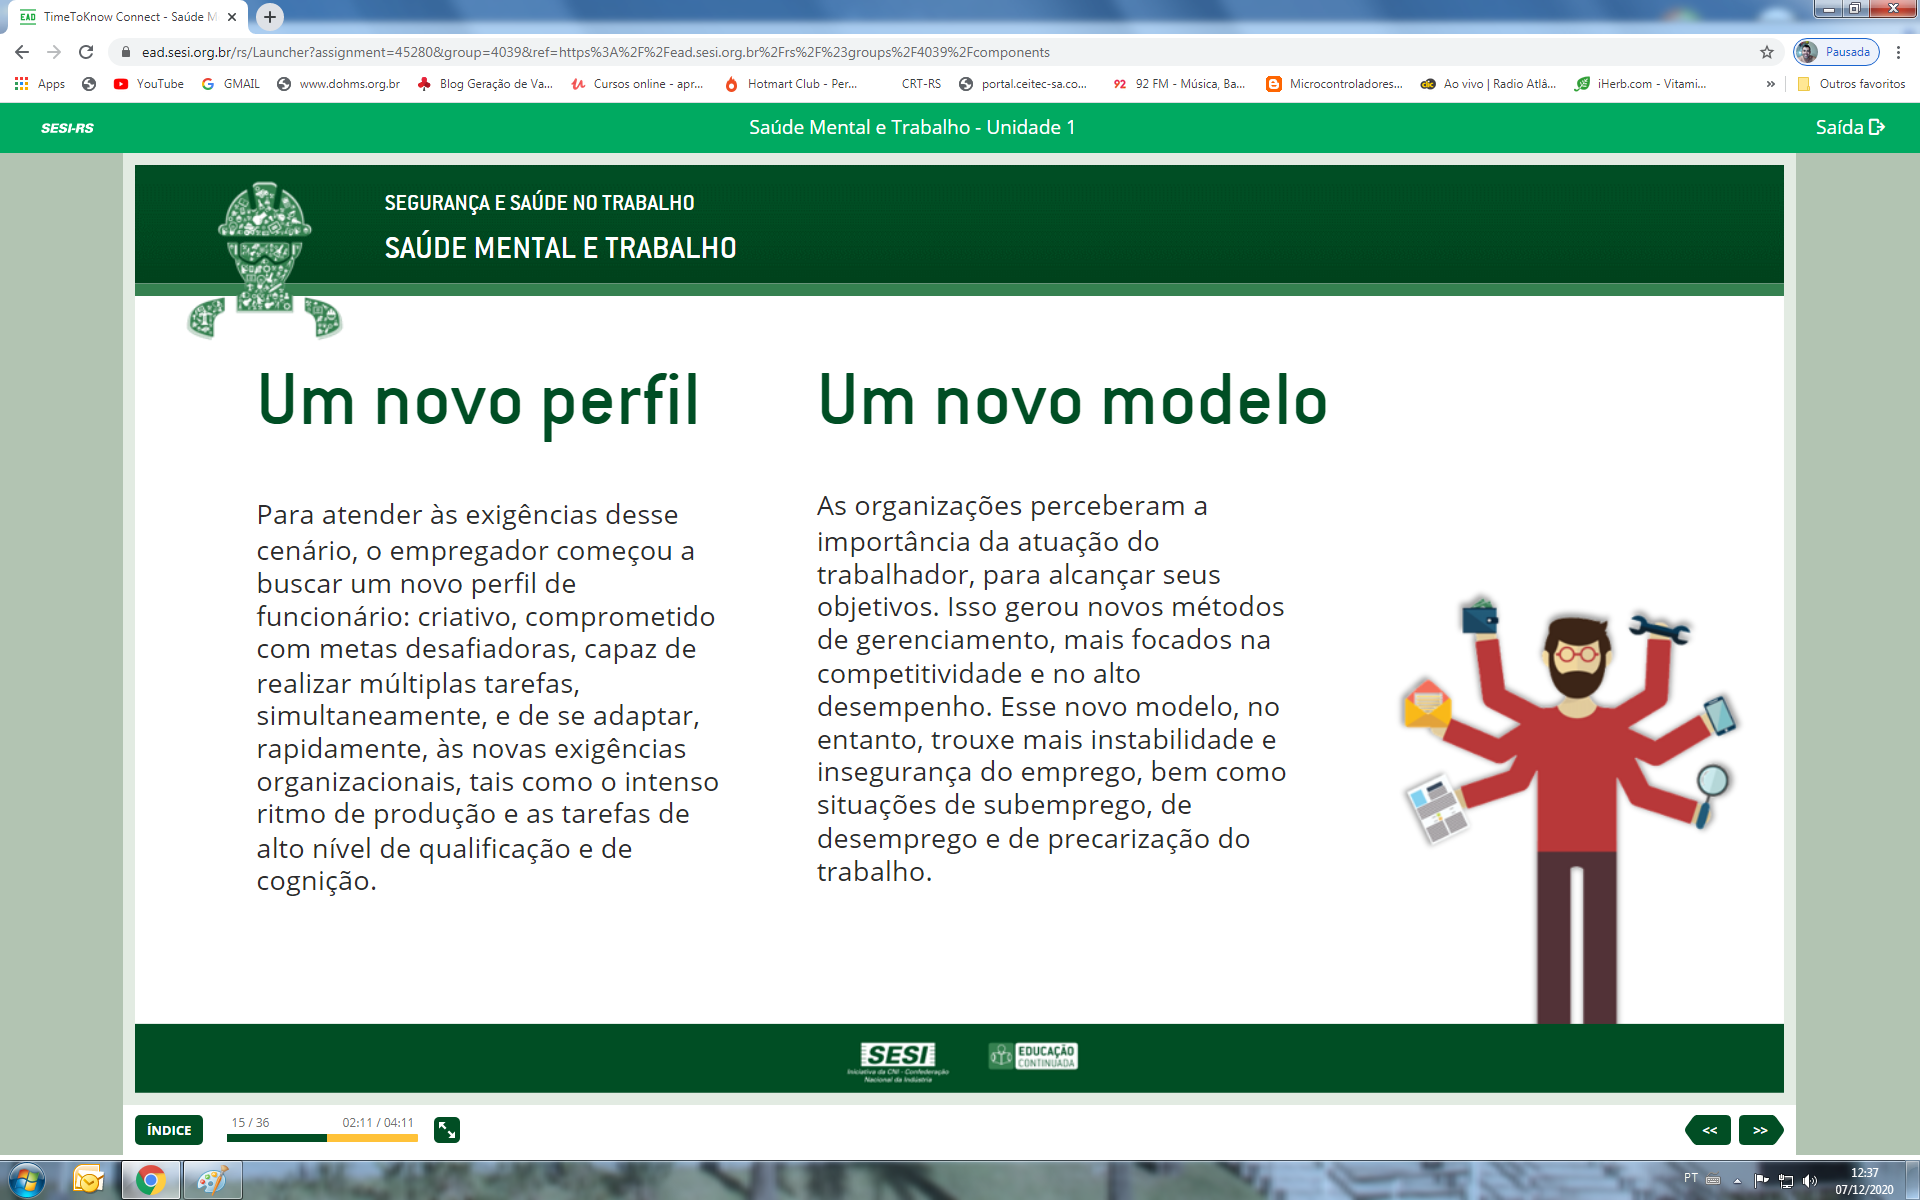 EAD TimeToKnow Connect - Saúde M
ead.sesi.org.br/rs/Launcher?assignment=45280&group=4039&ref=https%3A%2F%2Fead.sesi.org.br%2Frs%2F%23groups%2F4039%2Fcomponents
Pausada
Apps YouTube GMAIL www.dohms.org.br Blog Geração de Va... Cursos online - apr... Hotmart Club - Per... CRT-RS portal.ceitec-sa.co... 92 92 FM - Música, Ba... Microcontroladores... Ao vivo | Radio Atlâ... iHerb.com - Vitami... » Outros favoritos
SESI-RS
Saúde Mental e Trabalho - Unidade 1
Saída
SEGURANÇA E SAÚDE NO TRABALHO
SAÚDE MENTAL E TRABALHO
Um novo perfil
Para atender às exigências desse
cenário, o empregador começou a
buscar um novo perfil de
funcionário: criativo, comprometido
com metas desafiadoras, capaz de
realizar múltiplas tarefas,
simultaneamente, e de se adaptar,
rapidamente, às novas exigências
organizacionais, tais como o intenso
ritmo de produção e as tarefas de
alto nível de qualificação e de
cognição.
Um novo modelo
As organizações perceberam a
importância da atuação do
trabalhador, para alcançar seus
objetivos. Isso gerou novos métodos
de gerenciamento, mais focados na
competitividade e no alto
desempenho. Esse novo modelo, no
entanto, trouxe mais instabilidade e
insegurança do emprego, bem como
situações de subemprego, de
desemprego e de precarização do
trabalho.
SESI
Iniciativa da CNI - Confederação
Nacional da Indústria
EDUCAÇÃO
CONTINUADA
ÍNDICE
15 / 36
02:11 / 04:11
<<
>>
PT
12:37
07/12/2020